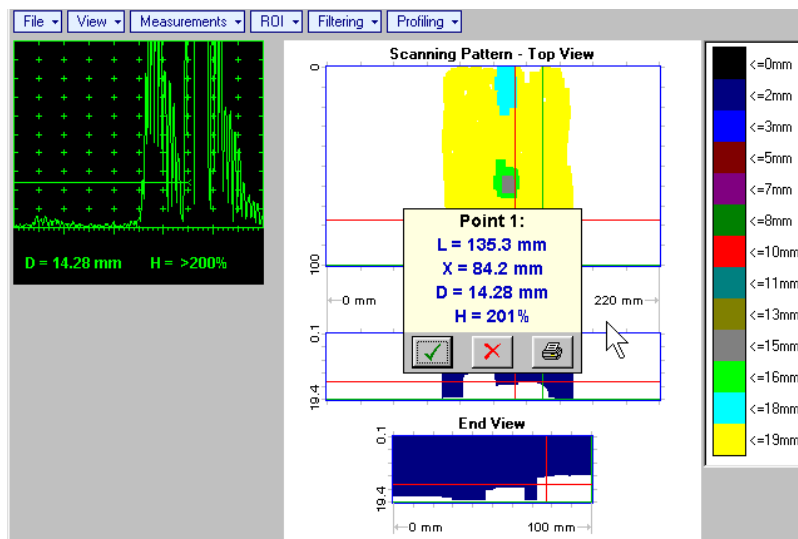 File View Measurements ROI Filtering Profiling
Scanning Pattern - Top View
0
100
D = 14.28 mm H = >200%
Point 1:
L = 135.3 mm
X = 84.2 mm
D = 14.28 mm
H = 201%
0 mm
220 mm
0.1
19.4
End View
0.1
19.4
0 mm
100 mm
<=0mm
<=2mm
<=3mm
<=5mm
<=7mm
<=8mm
<=10mm
<=11mm
<=13mm
<=15mm
<=16mm
<=18mm
<=19mm